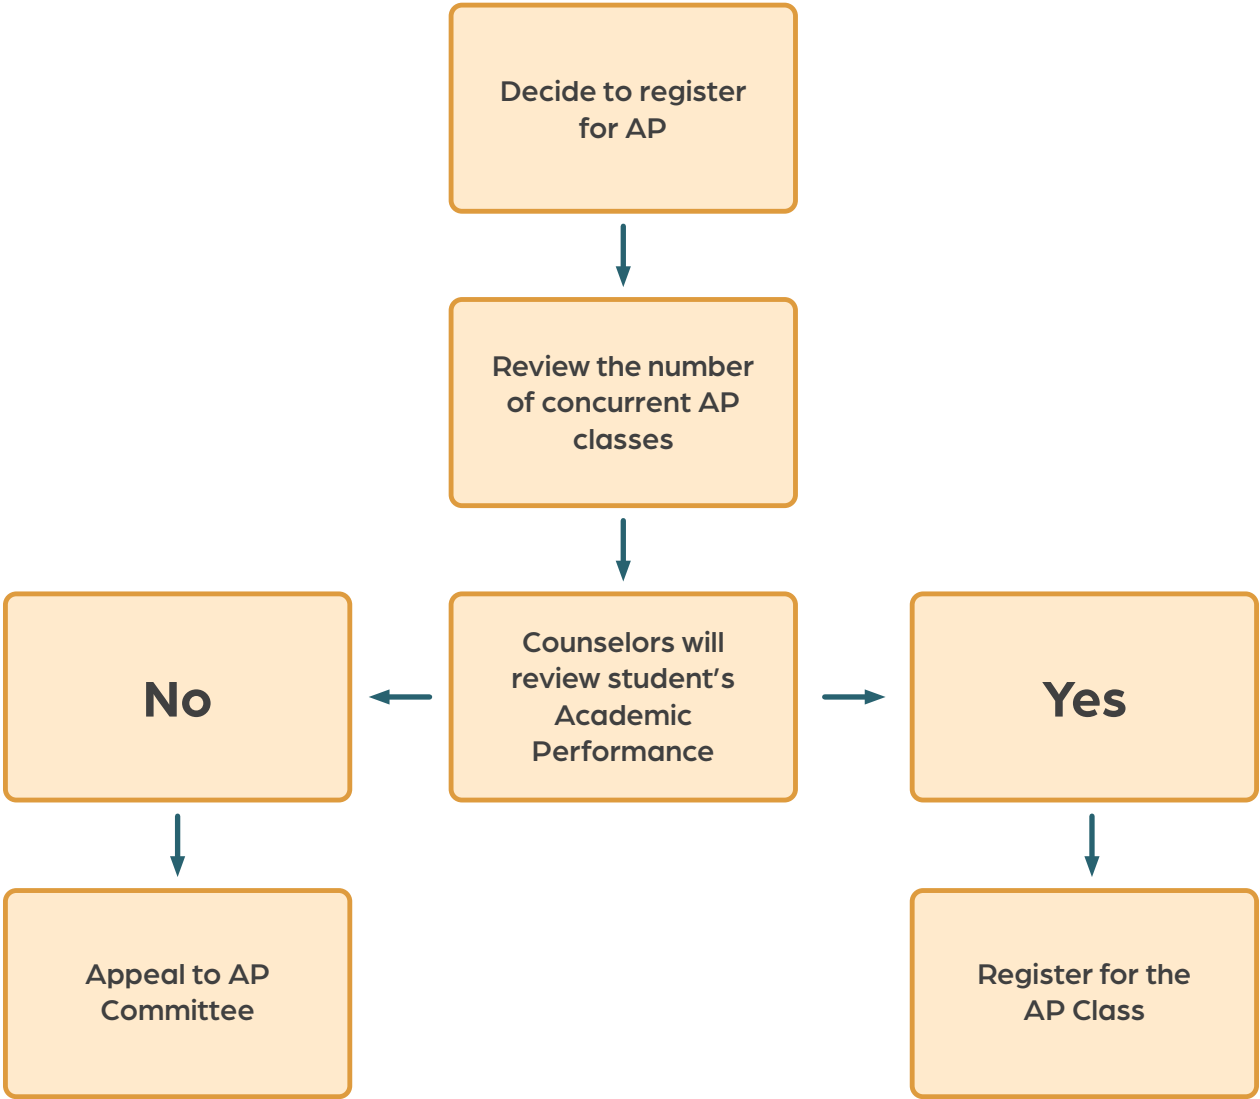 Decide to register
for AP
Review the number
of concurrent AP
classes
No
Counselors will
review student's
Academic
Performance
Yes
Appeal to AP
Committee
Register for the
AP Class